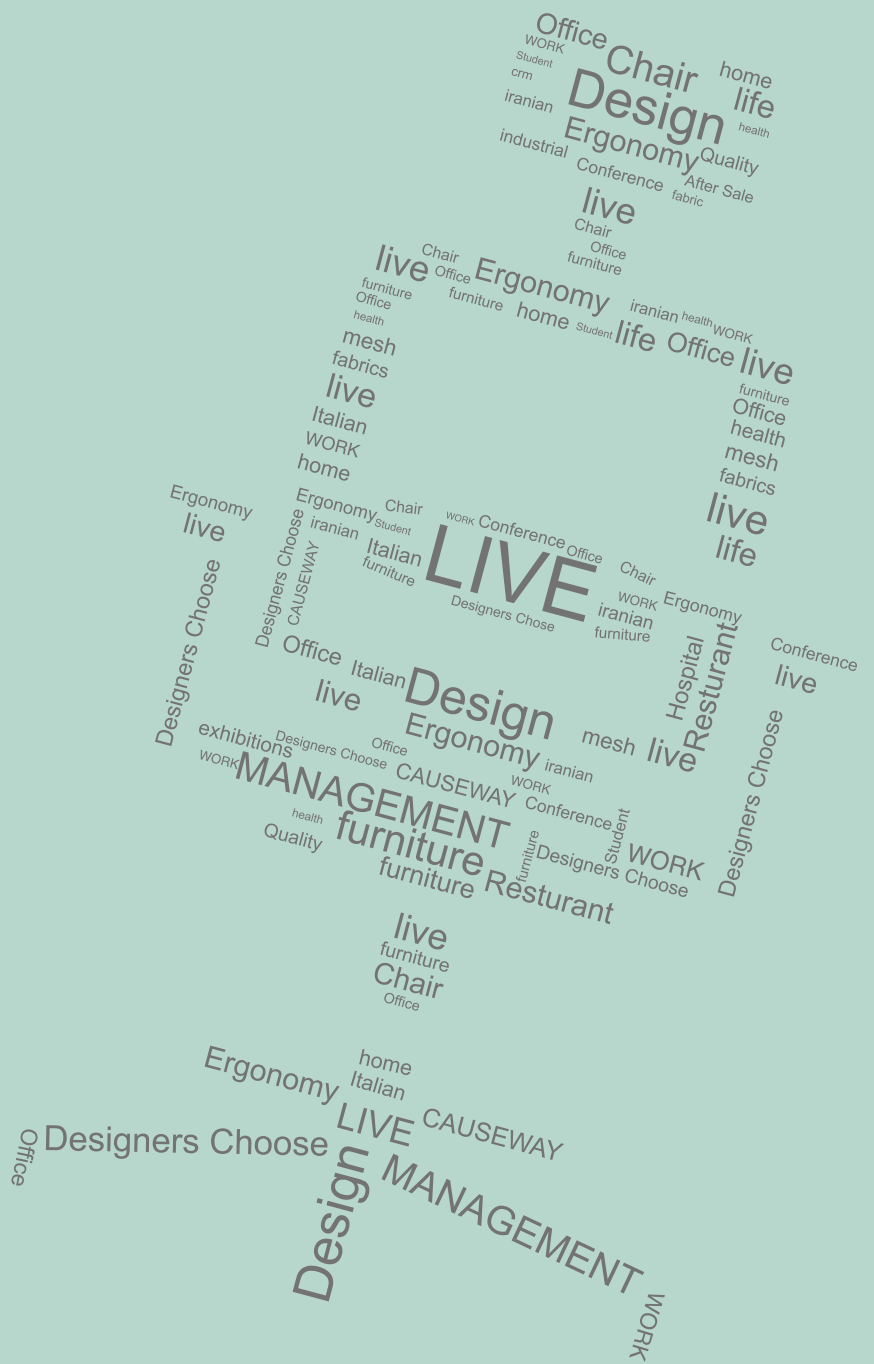 Office
WORK
Chair
home
Student
crm
Design
life
iranian
health
Ergonomy
industrial
Quality
Conference
After Sale
fabric
live
Chair
Office
furniture
live
Chair
Office
Ergonomy
furniture
furniture
Office
home
Student
iranian
health
WORK
health
life
Office
live
mesh
fabrics
live
Italian
WORK
home
furniture
Office
health
mesh
fabrics
live
life
Ergonomy
live
Designers Choose
Ergonomy
Chair
Student
iranian
Designers Choose
CAUSEWAY
Italian
furniture
WORK
Conference
Office
LIVE
Designers Chose
Chair
WORK
iranian
furniture
Ergonomy
Hospital
Resturant
Conference
live
Designers Choose
Office
Italian
live
Design
Ergonomy
iranian
mesh
live
exhibitions
Designers Choose
Office
WORK
MANAGEMENT
CAUSEWAY
WORK
Conference
Student
health
Quality
furniture
furniture
Designers Choose
WORK
furniture
Resturant
live
furniture
Chair
Office
home
Ergonomy
Italian
LIVE
CAUSEWAY
Office
Designers Choose
Design
MANAGEMENT
WORK